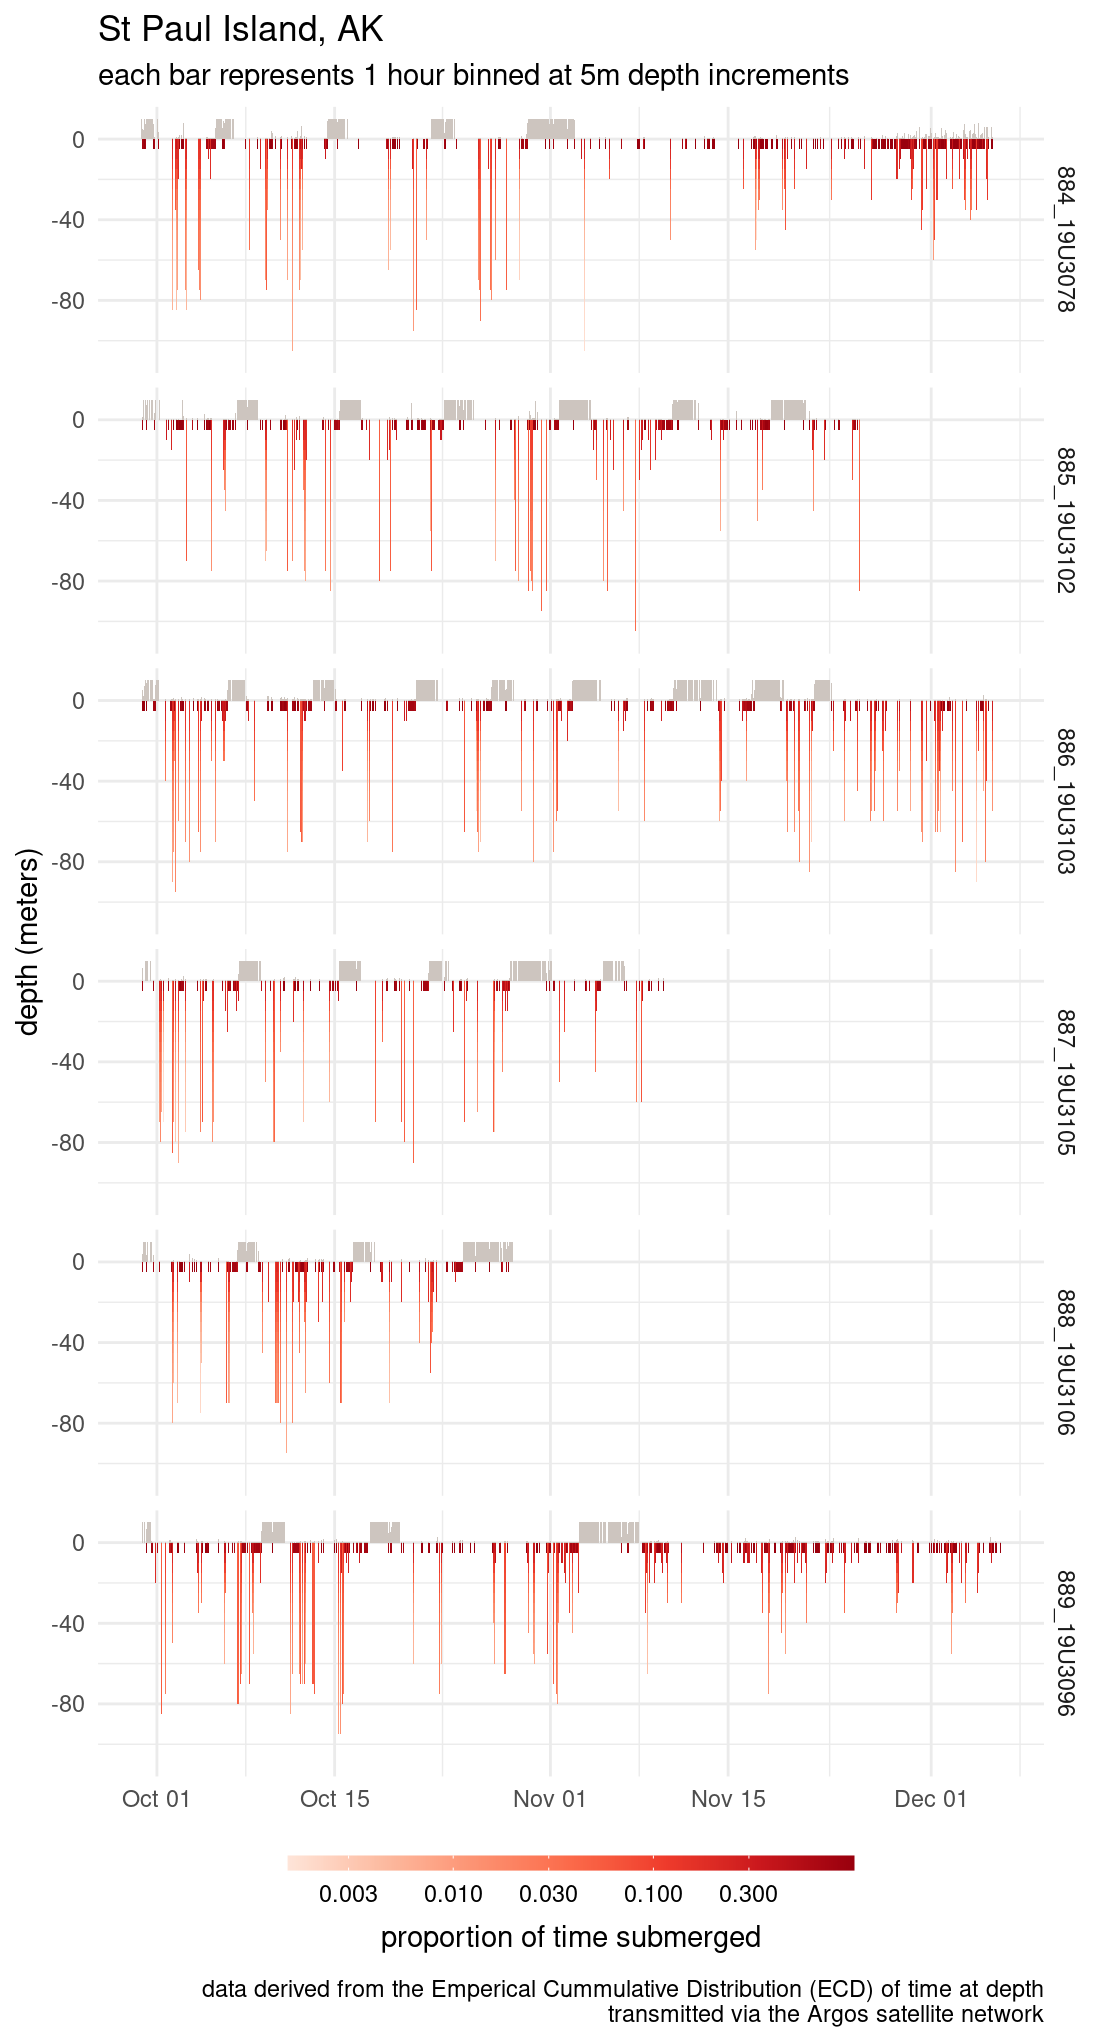 St Paul Island, AK
each bar represents 1 hour binned at 5m depth increments
depth (meters)
0
-40
-80
884_19U3078
0
-40
-80
885_19U3102
0
-40
-80
886_19U3103
0
-40
-80
887_19U3105
0
-40
-80
888_19U3106
0
-40
-80
889_19U3096
Oct 01 Oct 15 Nov 01 Nov 15 Dec 01
0.003 0.010 0.030 0.100 0.300
proportion of time submerged
data derived from the Emperical Cummulative Distribution (ECD) of time at depth
transmitted via the Argos satellite network